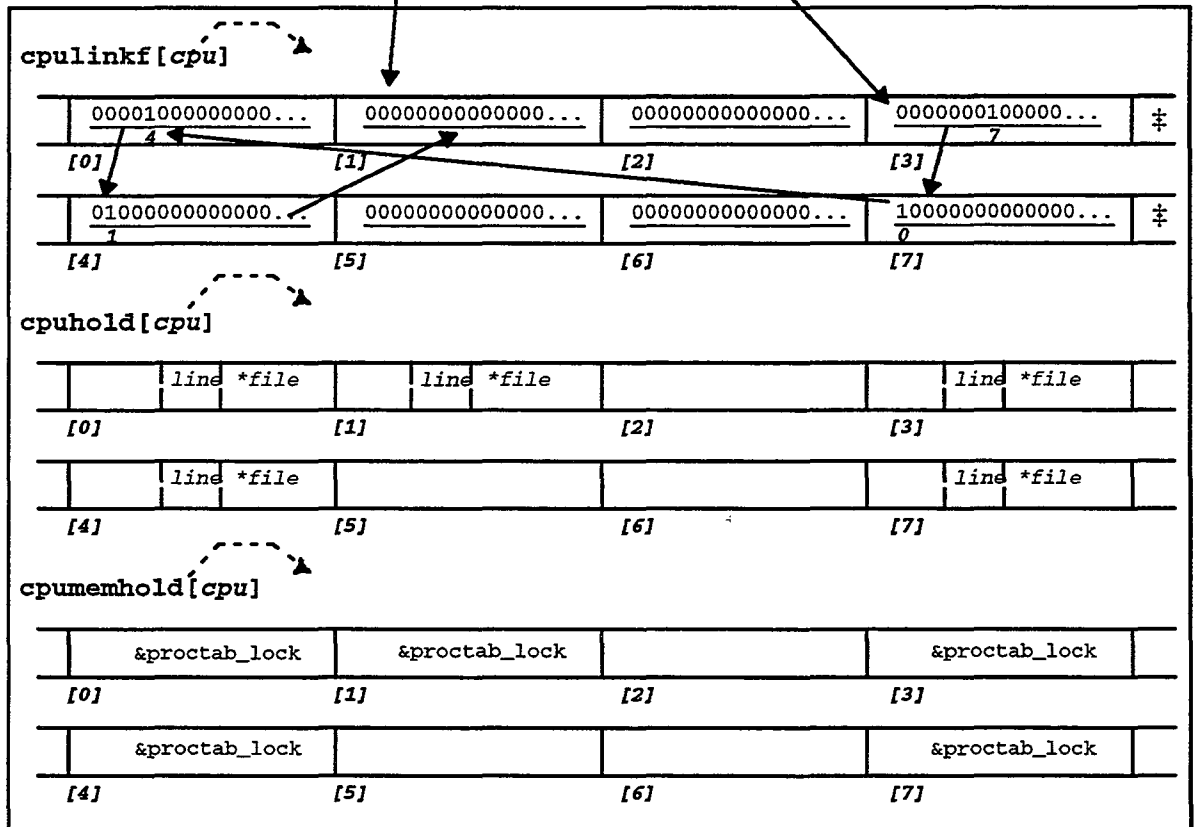 cpulinkf[cpu]
00001000000000... 00000000000000... 00000000000000... 0000000100000... ‡
4 7
[0] [1] [2] [3]
01000000000000... 00000000000000... 00000000000000... 10000000000000... ‡
1 0
[4] [5] [6] [7]
cpuhold[cpu]
line *file line *file line *file
[0] [1] [2] [3]
line *file line *file
[4] [5] [6] [7]
cpumemhold[cpu]
&proctab_lock &proctab_lock &proctab_lock
[0] [1] [2] [3]
&proctab_lock &proctab_lock
[4] [5] [6] [7]